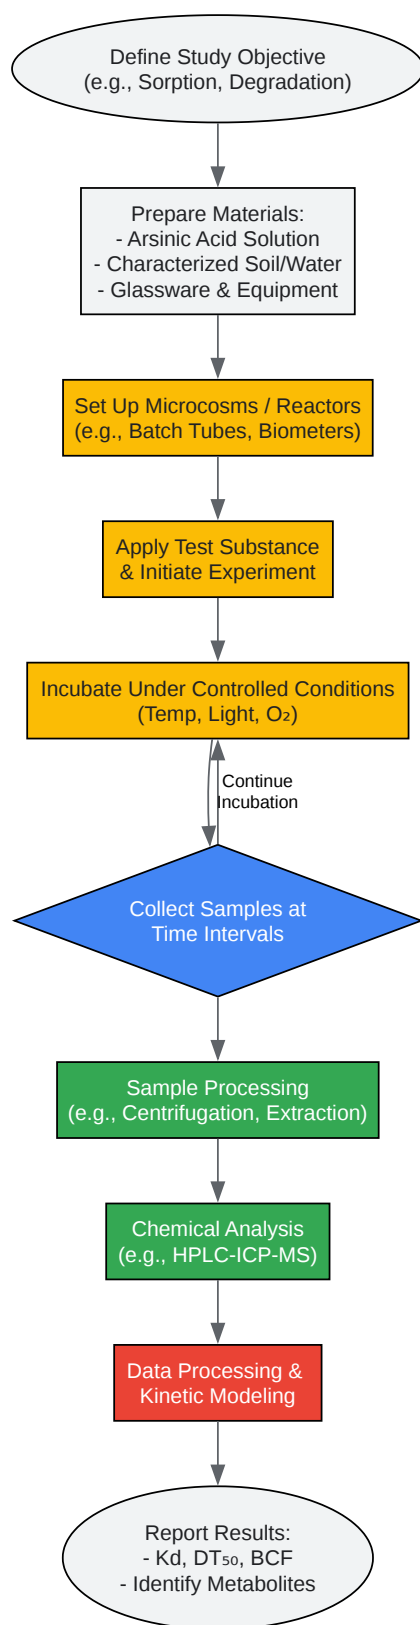 Define Study Objective
(e.g., Sorption, Degradation)
Prepare Materials:
- Arsinic Acid Solution
- Characterized Soil/Water
- Glassware & Equipment
Set Up Microcosms / Reactors
(e.g., Batch Tubes, Biometers)
Apply Test Substance
& Initiate Experiment
Incubate Under Controlled Conditions
(Temp, Light, O₂)
Continue
Incubation
Collect Samples at
Time Intervals
Sample Processing
(e.g., Centrifugation, Extraction)
Chemical Analysis
(e.g., HPLC-ICP-MS)
Data Processing &
Kinetic Modeling
Report Results:
- Kd, DT₅₀, BCF
- Identify Metabolites